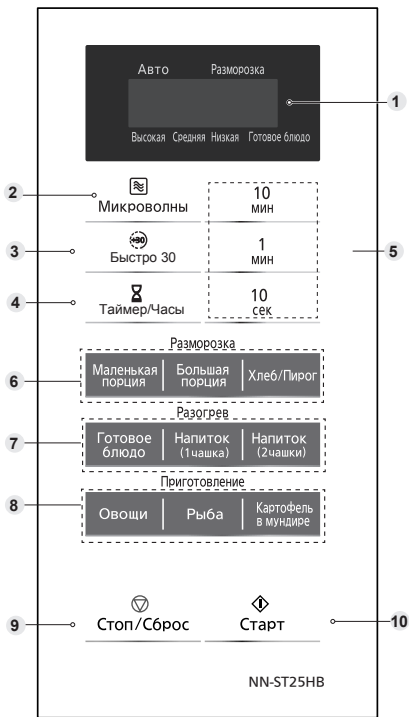 Авто Разморозка
1
Высокая Средняя Низкая Готовое блюдо
2
Микроволны
10
мин
3
+30
Быстро 30
1
мин
5
4
Таймер/Часы
10
сек
Разморозка
6
Маленькая
порция
Большая
порция
Хлеб/Пирог
Разогрев
7
Готовое
блюдо
Напиток
(1чашка)
Напиток
(2чашки)
Приготовление
8
Овощи
Рыба
Картофель
в мундире
9
Стоп/Сброс
Старт
10
NN-ST25HB